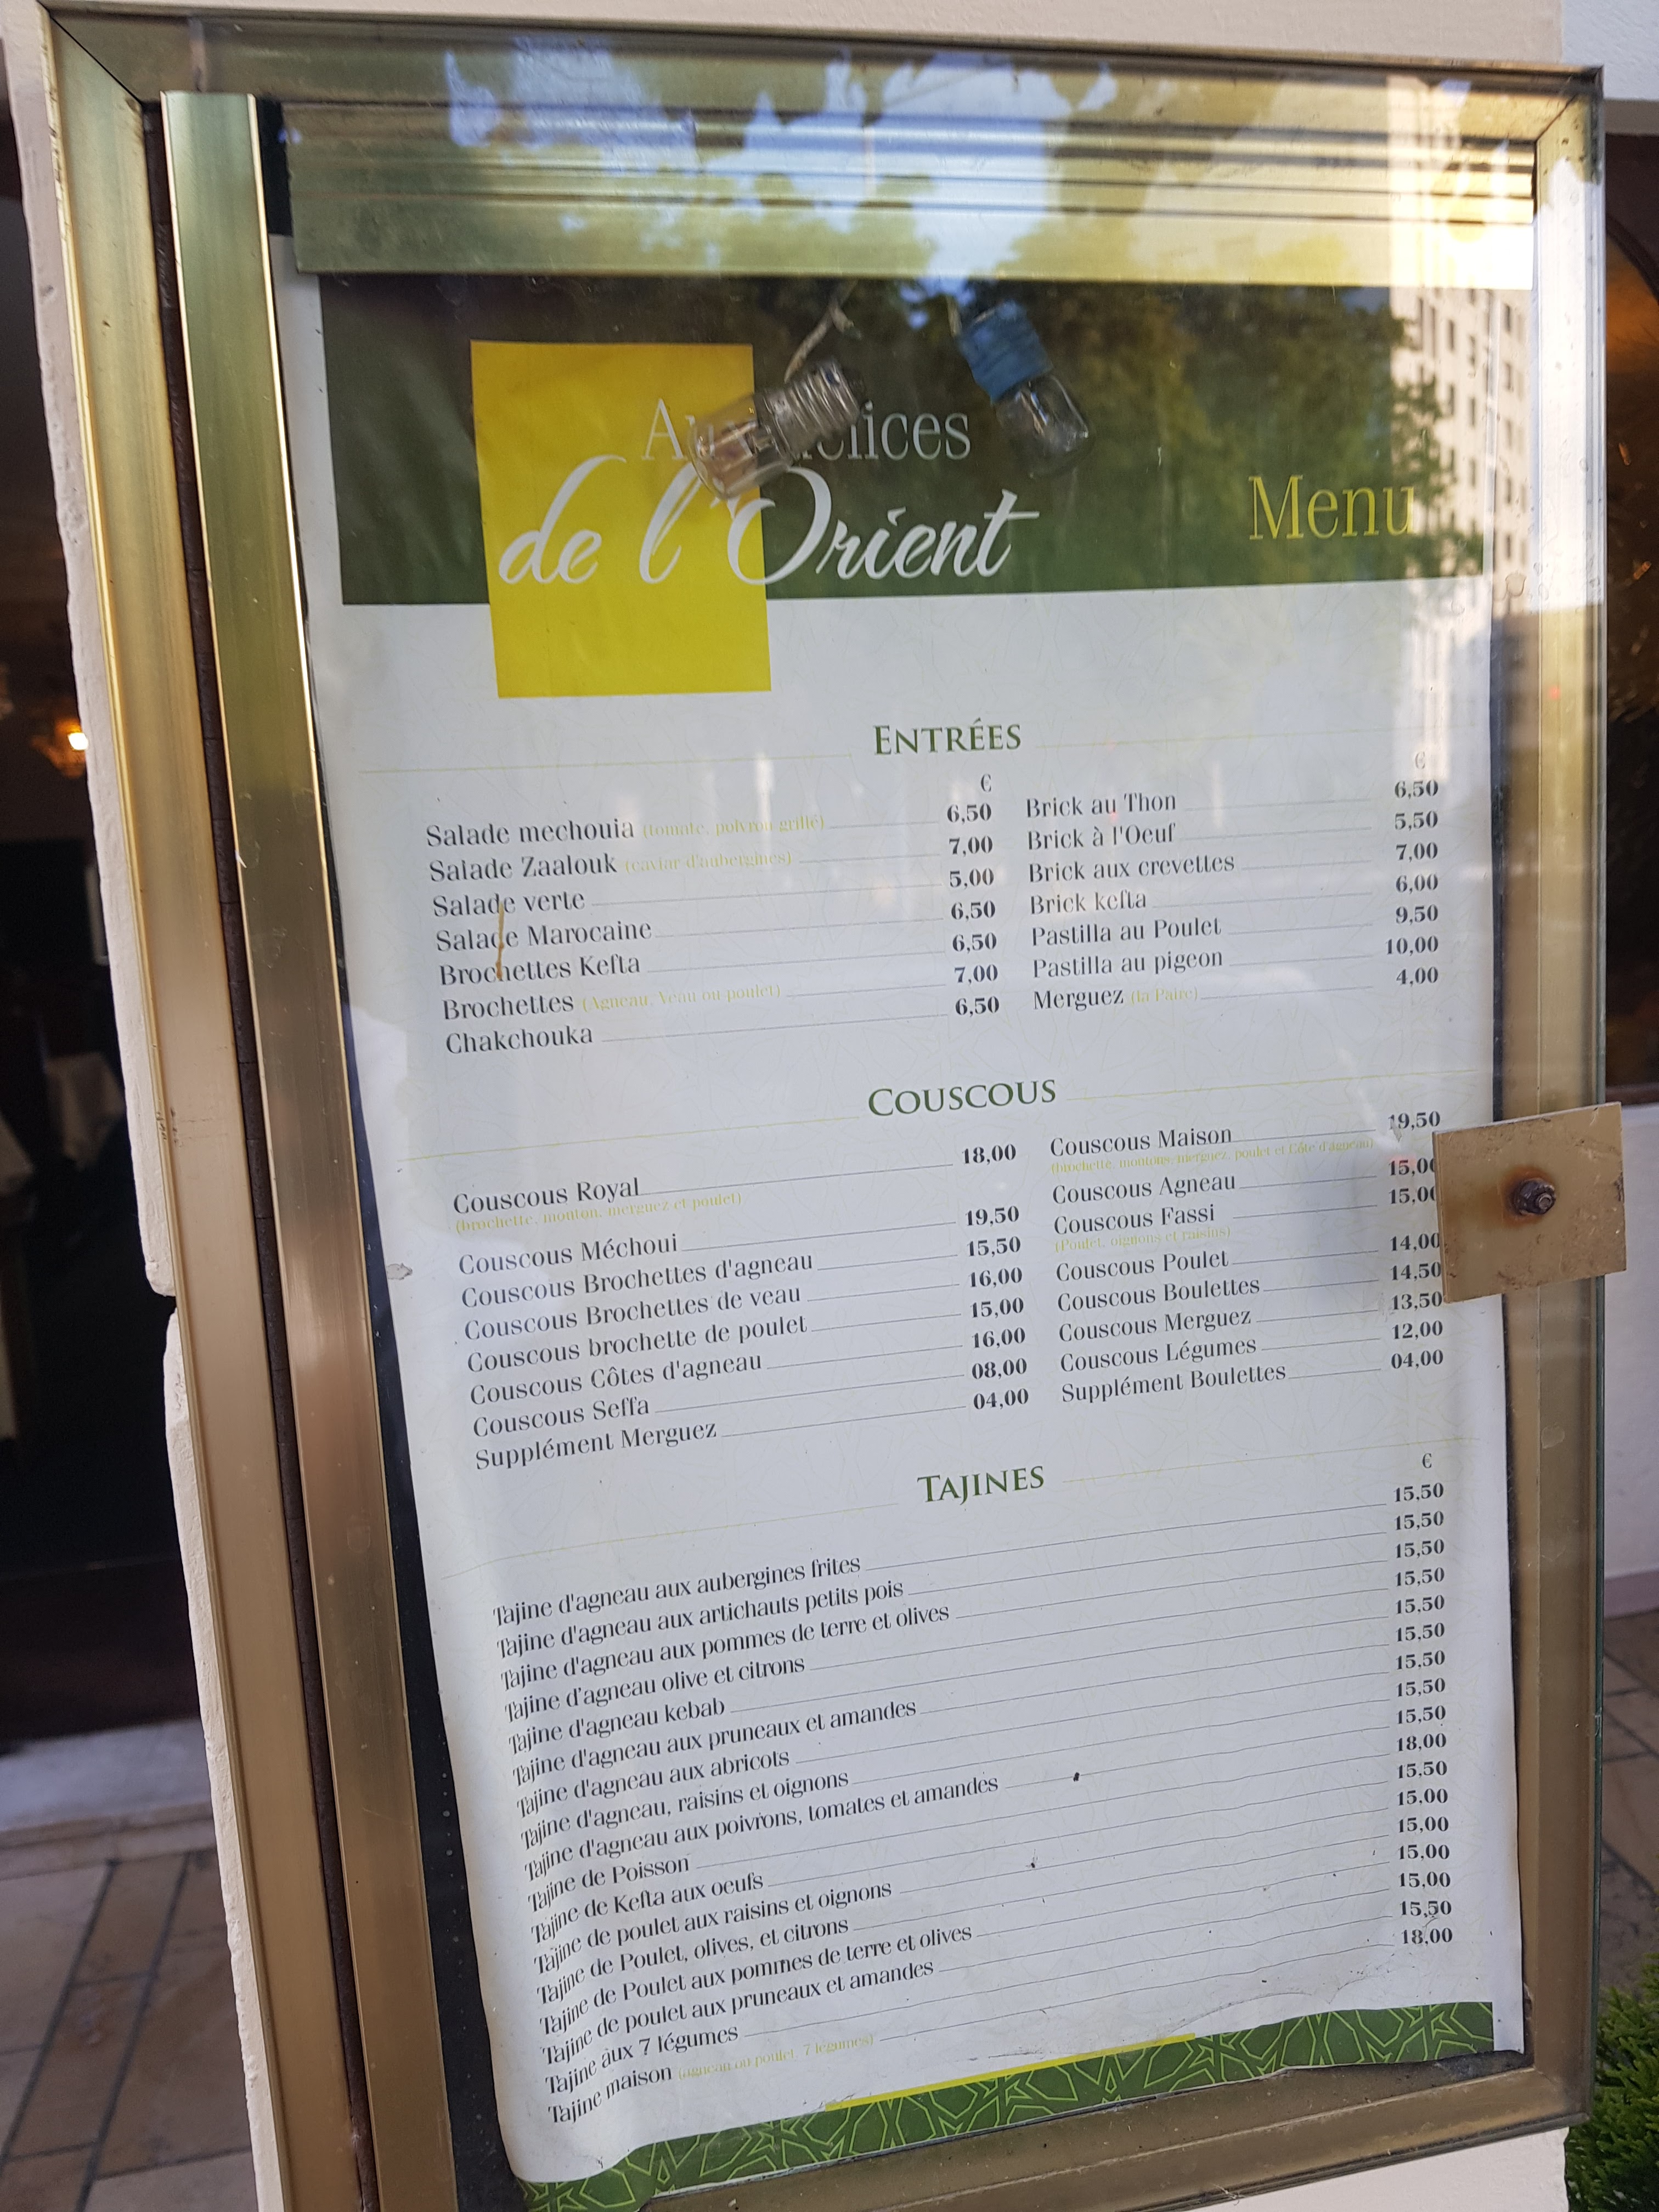 Aux Délices
de l'Orient
Menu
ENTRÉES
€
Salade mechouia (tomate, poivron grillé) 6,50
Salade Zaalouk (caviar d'aubergines) 7,00
Salade verte 5,00
Salade Marocaine 6,50
Brochettes Kefta 6,50
Brochettes (Agneau, Veau ou poulet) 7,00
Chakchouka 6,50
€
Brick au Thon 6,50
Brick à l'Oeuf 5,50
Brick aux crevettes 7,00
Brick kefta 6,00
Pastilla au Poulet 9,50
Pastilla au pigeon 10,00
Merguez (la Paire) 4,00
COUSCOUS
Couscous Royal 18,00
(brochette, mouton, merguez et poulet)
Couscous Méchoui 19,50
Couscous Brochettes d'agneau 15,50
Couscous Brochettes de veau 16,00
Couscous brochette de poulet 15,00
Couscous Côtes d'agneau 16,00
Couscous Seffa 08,00
Supplément Merguez 04,00
Couscous Maison 19,50
(brochette, moutons, merguez, poulet et Côte d'agneau)
Couscous Agneau 15,00
Couscous Fassi 15,00
(Poulet, oignons et raisins)
Couscous Poulet 14,00
Couscous Boulettes 14,50
Couscous Merguez 13,50
Couscous Légumes 12,00
Supplément Boulettes 04,00
TAJINES
€
Tajine d'agneau aux aubergines frites 15,50
Tajine d'agneau aux artichauts petits pois 15,50
Tajine d'agneau aux pommes de terre et olives 15,50
Tajine d'agneau olive et citrons 15,50
Tajine d'agneau kebab 15,50
Tajine d'agneau aux pruneaux et amandes 15,50
Tajine d'agneau aux abricots 15,50
Tajine d'agneau, raisins et oignons 15,50
Tajine d'agneau aux poivrons, tomates et amandes 15,50
Tajine de Poisson 18,00
Tajine de Kefta aux oeufs 15,50
Tajine de poulet aux raisins et oignons 15,00
Tajine de Poulet, olives, et citrons 15,00
Tajine de Poulet aux pommes de terre et olives 15,00
Tajine de poulet aux pruneaux et amandes 15,00
Tajine aux 7 légumes 15,50
Tajine maison (agneau ou poulet, 7 légumes) 18,00